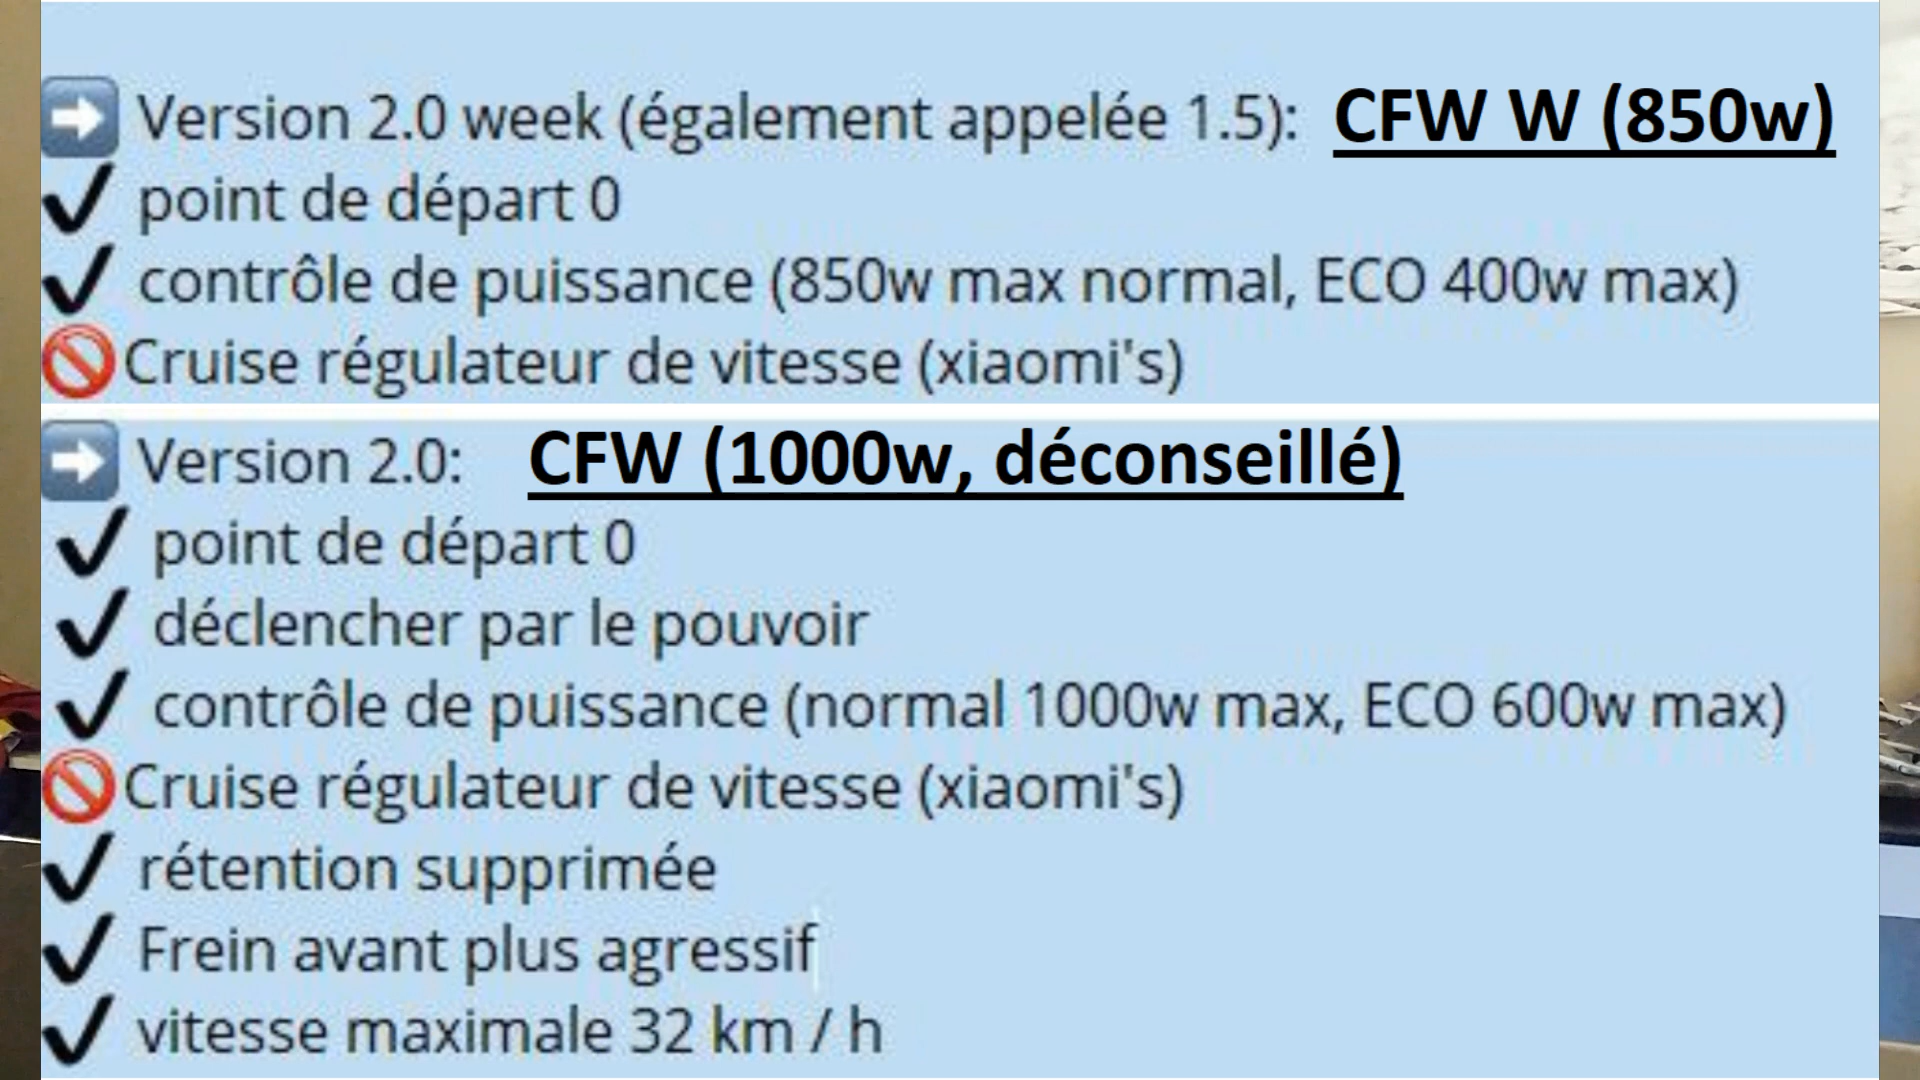 Version 2.0 week (également appelée 1.5): CFW W (850w)
point de départ 0
contrôle de puissance (850w max normal, ECO 400w max)
Cruise régulateur de vitesse (xiaomi's)
Version 2.0: CFW (1000w, déconseillé)
point de départ 0
déclencher par le pouvoir
contrôle de puissance (normal 1000w max, ECO 600w max)
Cruise régulateur de vitesse (xiaomi's)
rétention supprimée
Frein avant plus agressif
vitesse maximale 32 km / h